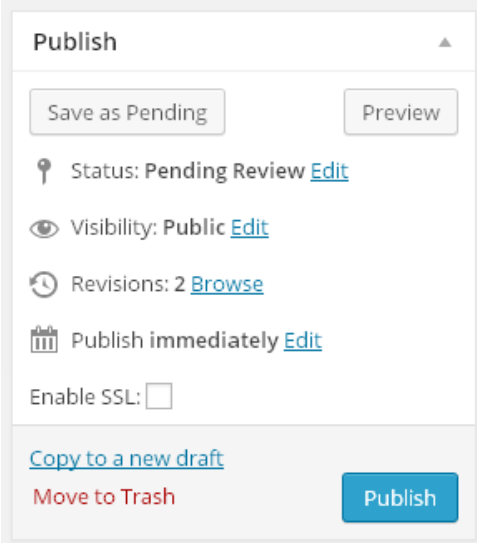 Publish
Save as Pending Preview
Status: Pending Review Edit
Visibility: Public Edit
Revisions: 2 Browse
Publish immediately Edit
Enable SSL:
Copy to a new draft
Move to Trash
Publish